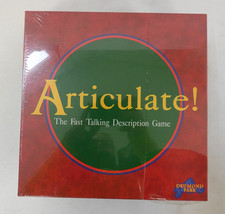 Articulate!
The Fast Talking Description Game
DRUMOND
PARK